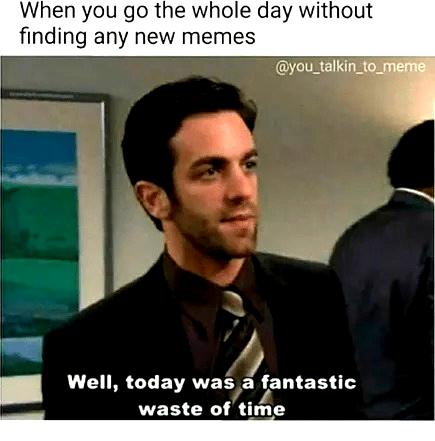 When you go the whole day without
finding any new memes
@you_talkin_to_meme
Well, today was a fantastic
waste of time